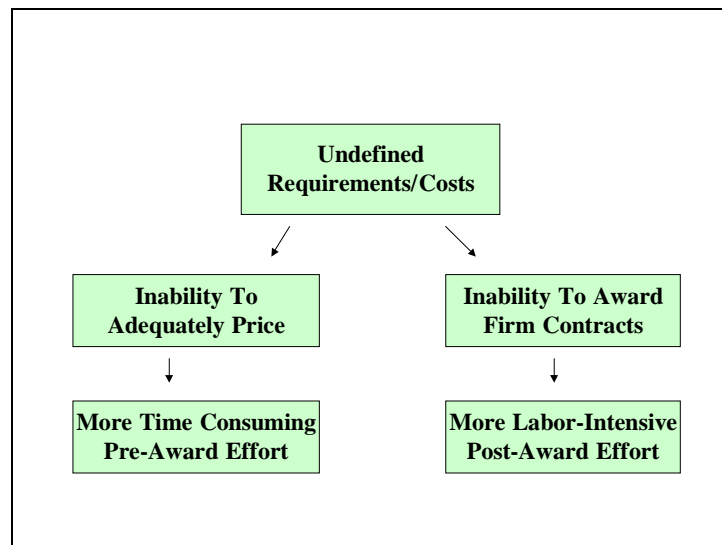 Undefined
Requirements/Costs
Inability To
Adequately Price
Inability To Award
Firm Contracts
More Time Consuming
Pre-Award Effort
More Labor-Intensive
Post-Award Effort